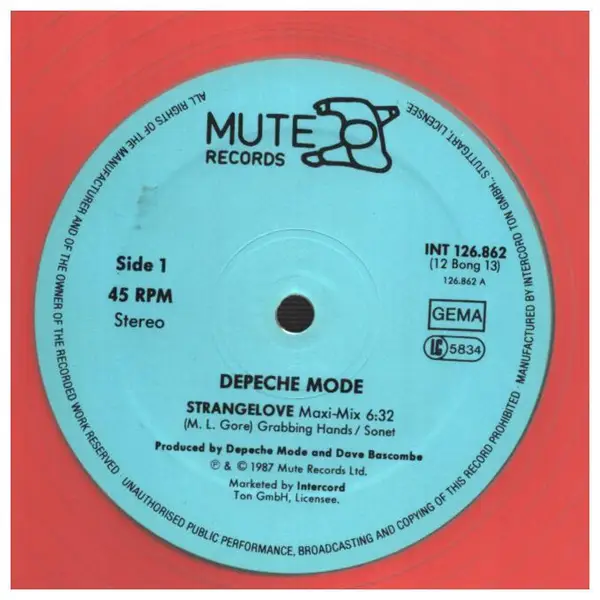 MUTE
RECORDS
Side 1
45 RPM
Stereo
INT 126.862
(12 Bong 13)
126.862 A
GEMA
LC 5834
DEPECHE MODE
STRANGELOVE Maxi-Mix 6:32
(M. L. Gore) Grabbing Hands / Sonet
Produced by Depeche Mode and Dave Bascombe
℗ & © 1987 Mute Records Ltd.
Marketed by Intercord
Ton GmbH, Licensee.
ALL RIGHTS OF THE MANUFACTURER AND OF THE OWNER OF THE RECORDED WORK RESERVED
UNAUTHORISED PUBLIC PERFORMANCE, BROADCASTING AND COPYING OF THIS RECORD PROHIBITED
MANUFACTURED BY INTERCORD TON GMBH., STUTTGART, LICENSEE.